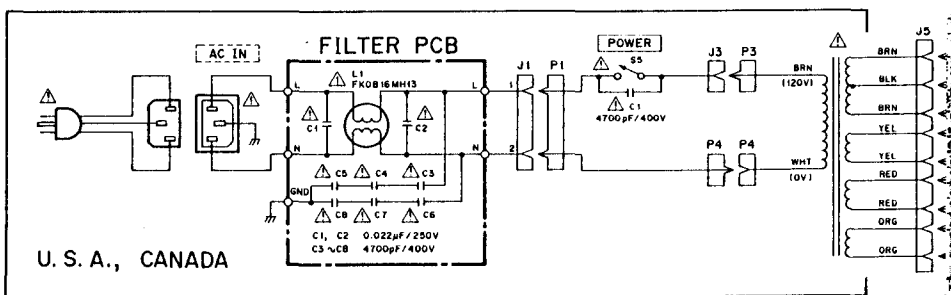 FILTER PCB
AC IN
L1
FKOB16MH13
L
L
C1
C2
N
N
GND
C5 C4 C3
C8 C7 C6
C1, C2 0.022µF/250V
C3~C8 4700pF/400V
J1 P1
1
2
POWER
S5
C1
4700pF/400V
J3 P3
BRN
(120V)
P4 P4
WHT
(0V)
J5
BRN
BLK
BRN
YEL
YEL
RED
RED
ORG
ORG
U. S. A., CANADA